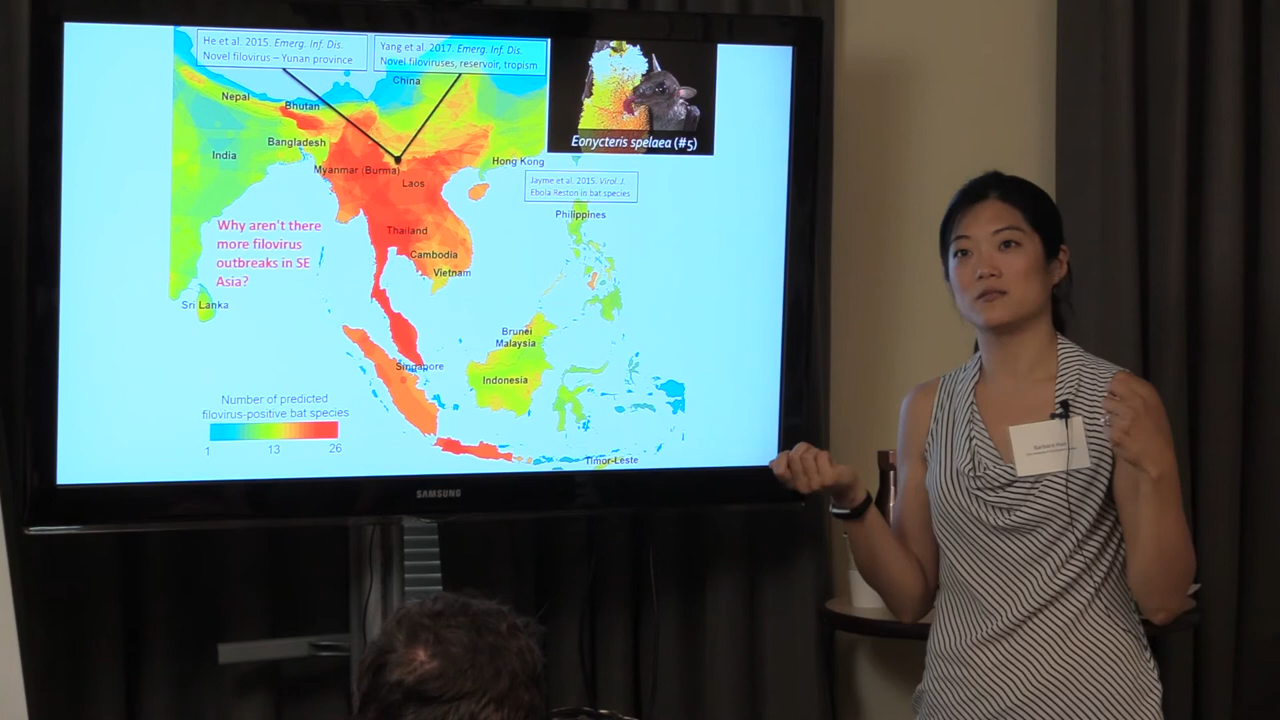 He et al. 2015. Emerg. Inf. Dis.
Novel filovirus – Yunan province
Yang et al. 2017. Emerg. Inf. Dis.
Novel filoviruses, reservoir, tropism
China
Nepal
Bhutan
Bangladesh
India
Myanmar (Burma)
Laos
Hong Kong
Eonycteris spelaea (#5)
Jayme et al. 2015. Virol. J.
Ebola Reston in bat species
Philippines
Why aren't there
more filovirus
outbreaks in SE
Asia?
Thailand
Cambodia
Vietnam
Sri Lanka
Brunei
Malaysia
Singapore
Indonesia
Number of predicted
filovirus-positive bat species
1 13 26
Timor-Leste
SAMSUNG
Barbara